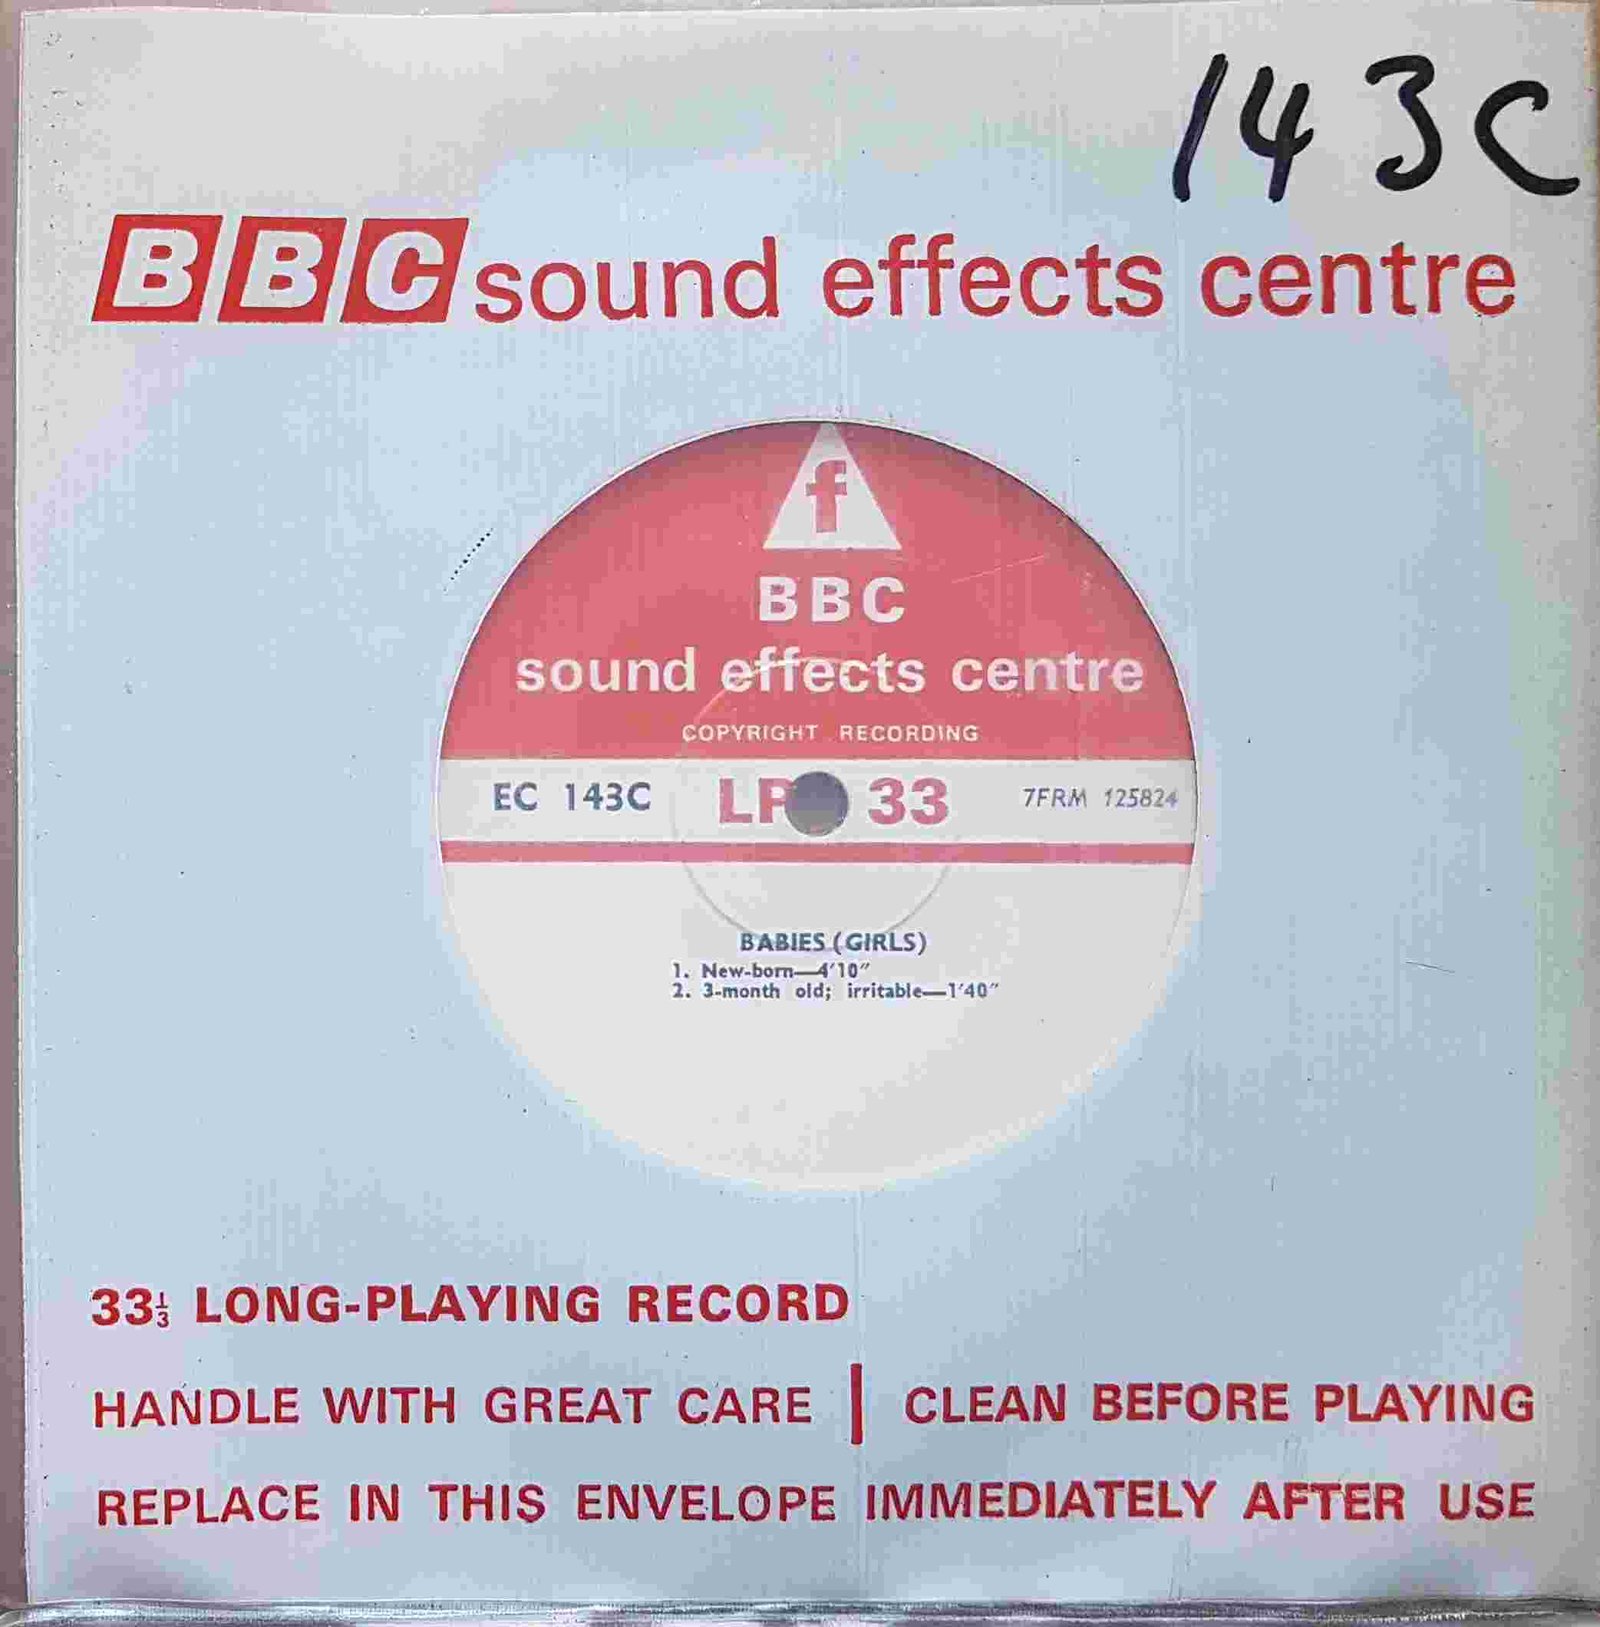 143C
BBC sound effects centre
f
BBC
sound effects centre
COPYRIGHT RECORDING
EC 143C LP 33 7FRM 125824
BABIES (GIRLS)
1. New-born—4'10"
2. 3-month old; irritable—1'40"
33⅓ LONG-PLAYING RECORD
HANDLE WITH GREAT CARE | CLEAN BEFORE PLAYING
REPLACE IN THIS ENVELOPE IMMEDIATELY AFTER USE